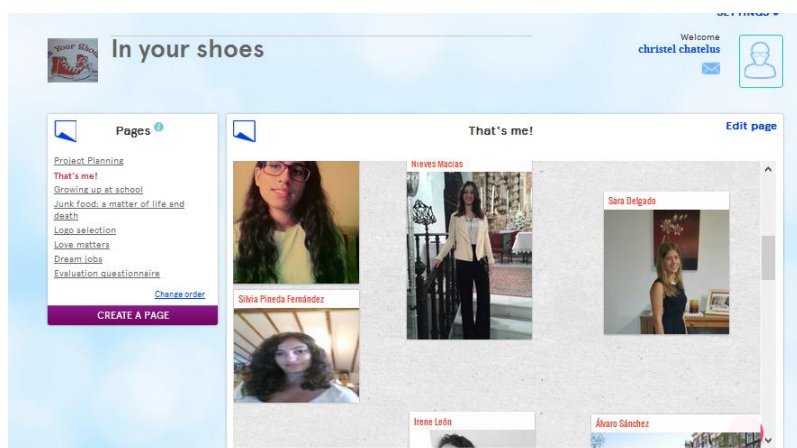 Your Shoes
In your shoes
Welcome
christel chatelus
Pages
Project Planning
That's me!
Growing up at school
Junk food: a matter of life and
death
Logo selection
Love matters
Dream jobs
Evaluation questionnaire
Change order
CREATE A PAGE
That's me!
Edit page
Nieves Macías
Sara Delgado
Silvia Pineda Fernández
Irene León
Álvaro Sánchez